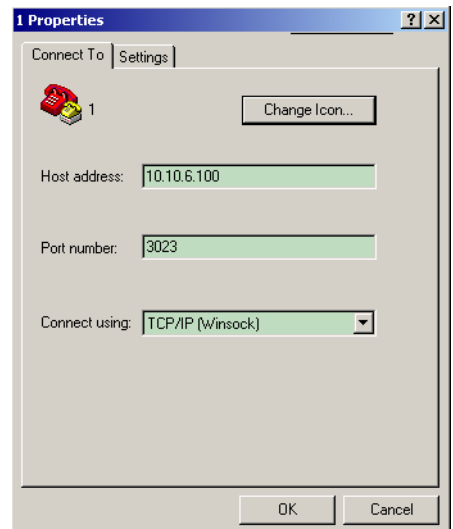 1 Properties
Connect To Settings
1 Change Icon...
Host address: 10.10.6.100
Port number: 3023
Connect using: TCP/IP (Winsock)
OK Cancel